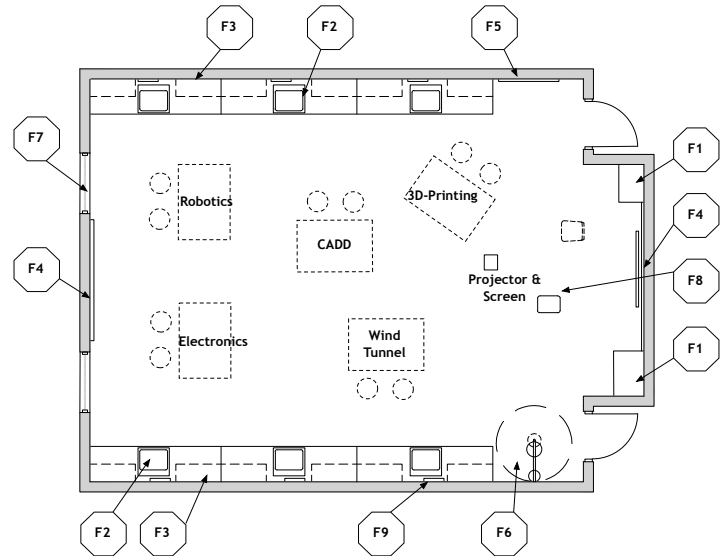 F3
F2
F5
F7
F1
3D-Printing
Robotics
F4
CADD
F4
Projector &
Screen
F8
Electronics
Wind
Tunnel
F1
F2
F3
F9
F6